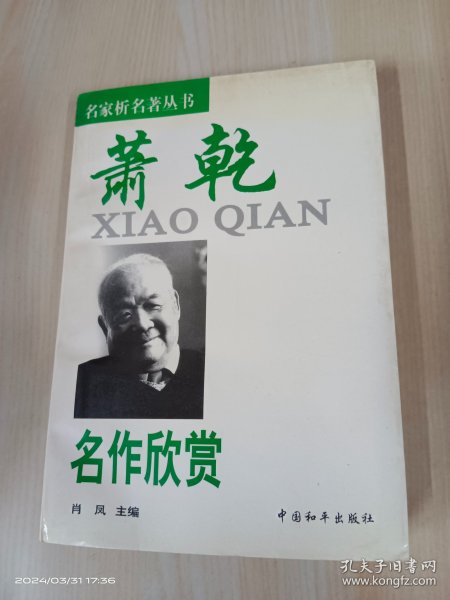 名家析名著丛书
萧乾
XIAO QIAN
名作欣赏
肖凤 主编
中国和平出版社
2024/03/31 17:36
孔夫子旧书网
www.kongfz.com